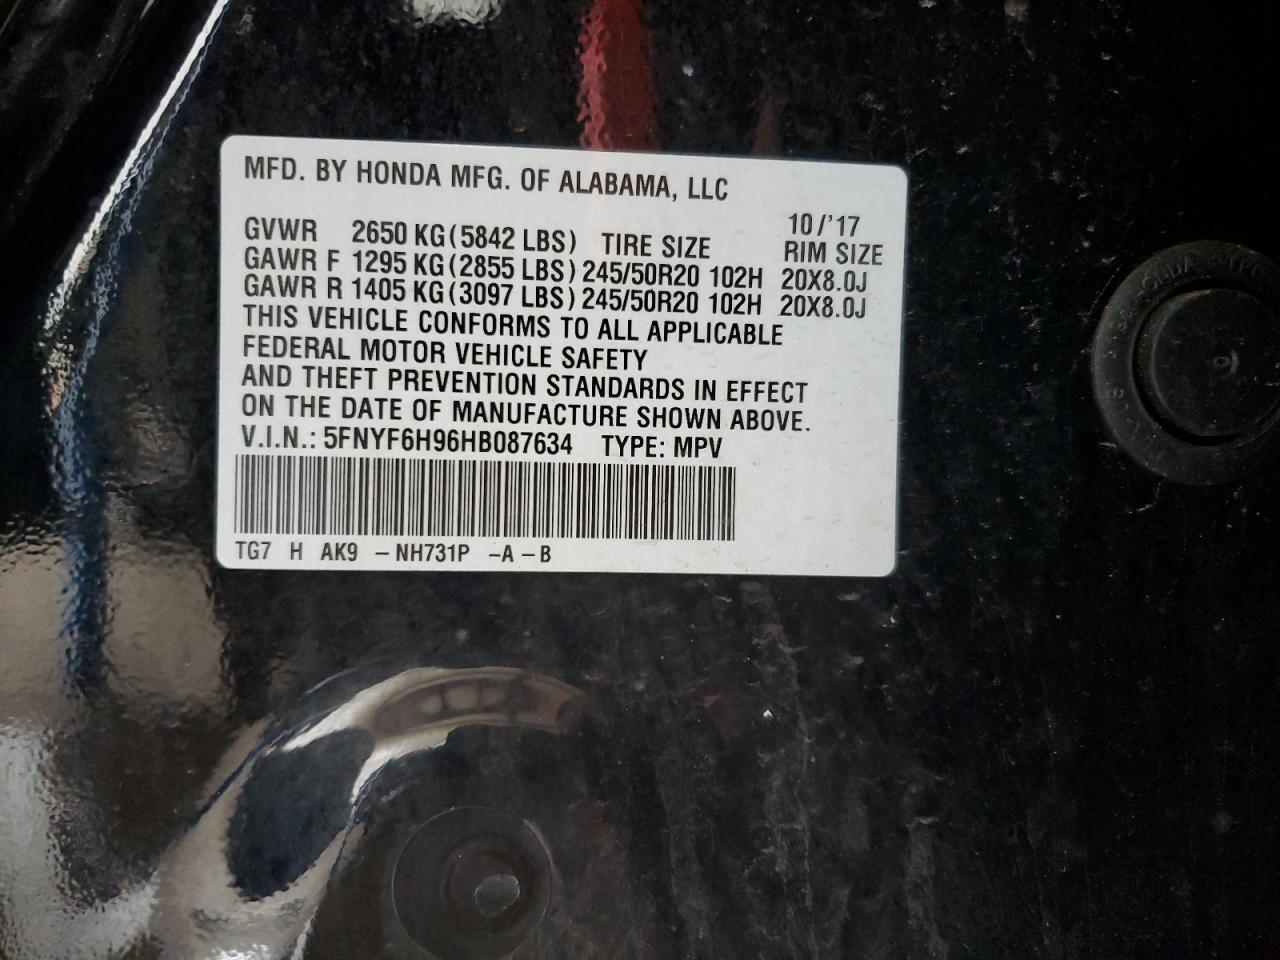 MFD. BY HONDA MFG. OF ALABAMA, LLC
10/'17
GVWR 2650 KG(5842 LBS) TIRE SIZE RIM SIZE
GAWR F 1295 KG(2855 LBS) 245/50R20 102H 20X8.0J
GAWR R 1405 KG(3097 LBS) 245/50R20 102H 20X8.0J
THIS VEHICLE CONFORMS TO ALL APPLICABLE
FEDERAL MOTOR VEHICLE SAFETY
AND THEFT PREVENTION STANDARDS IN EFFECT
ON THE DATE OF MANUFACTURE SHOWN ABOVE.
V.I.N.: 5FNYF6H96HB087634 TYPE: MPV
TG7 H AK9 -NH731P -A -B
HONDA